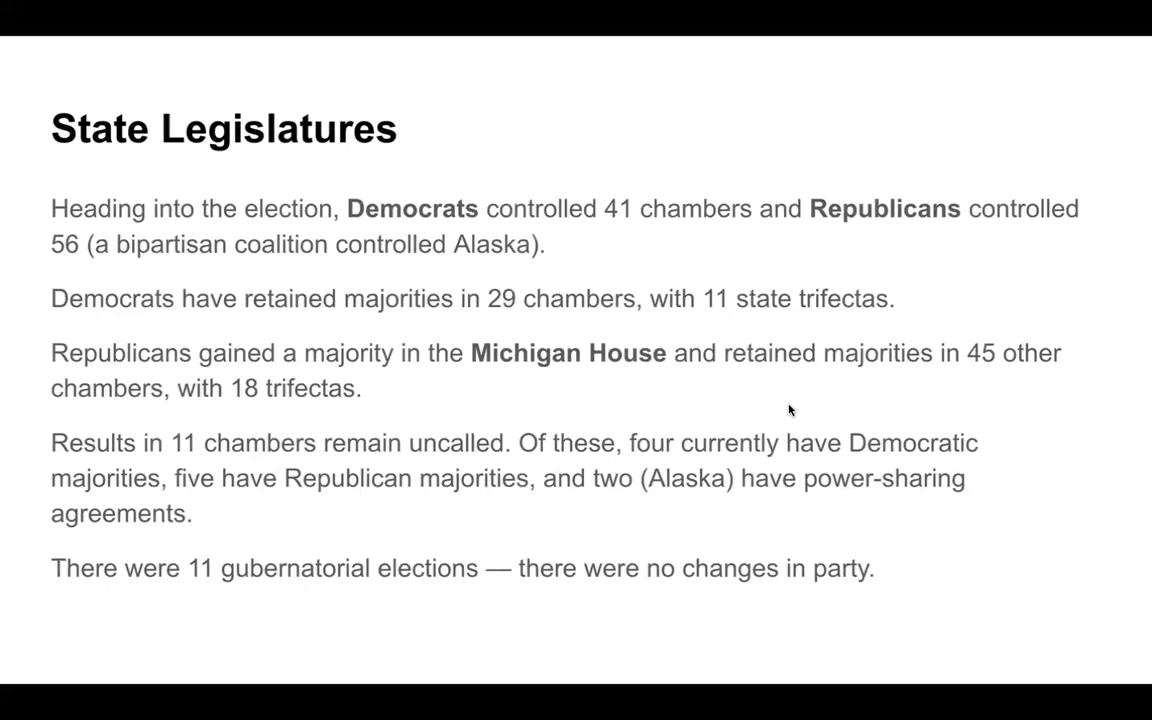 State Legislatures
Heading into the election, Democrats controlled 41 chambers and Republicans controlled
56 (a bipartisan coalition controlled Alaska).
Democrats have retained majorities in 29 chambers, with 11 state trifectas.
Republicans gained a majority in the Michigan House and retained majorities in 45 other
chambers, with 18 trifectas.
Results in 11 chambers remain uncalled. Of these, four currently have Democratic
majorities, five have Republican majorities, and two (Alaska) have power-sharing
agreements.
There were 11 gubernatorial elections — there were no changes in party.